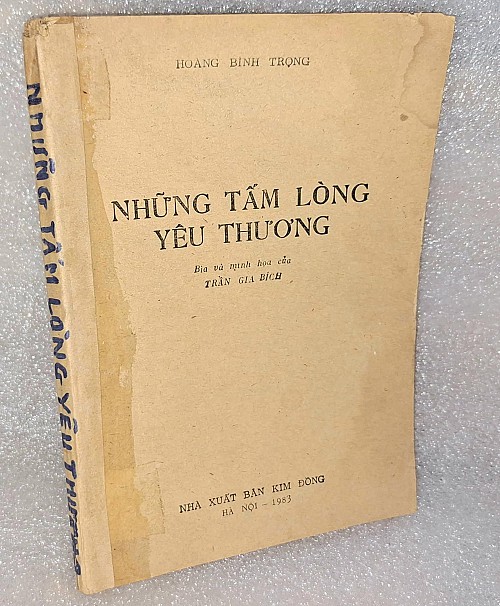 HOÀNG BÌNH TRỌNG
NHỮNG TẤM LÒNG
YÊU THƯƠNG
Bìa và minh họa của
TRẦN GIA BÍCH
NHÀ XUẤT BẢN KIM ĐỒNG
HÀ NỘI - 1983
NHỮNG TẤM LÒNG YÊU THƯƠNG